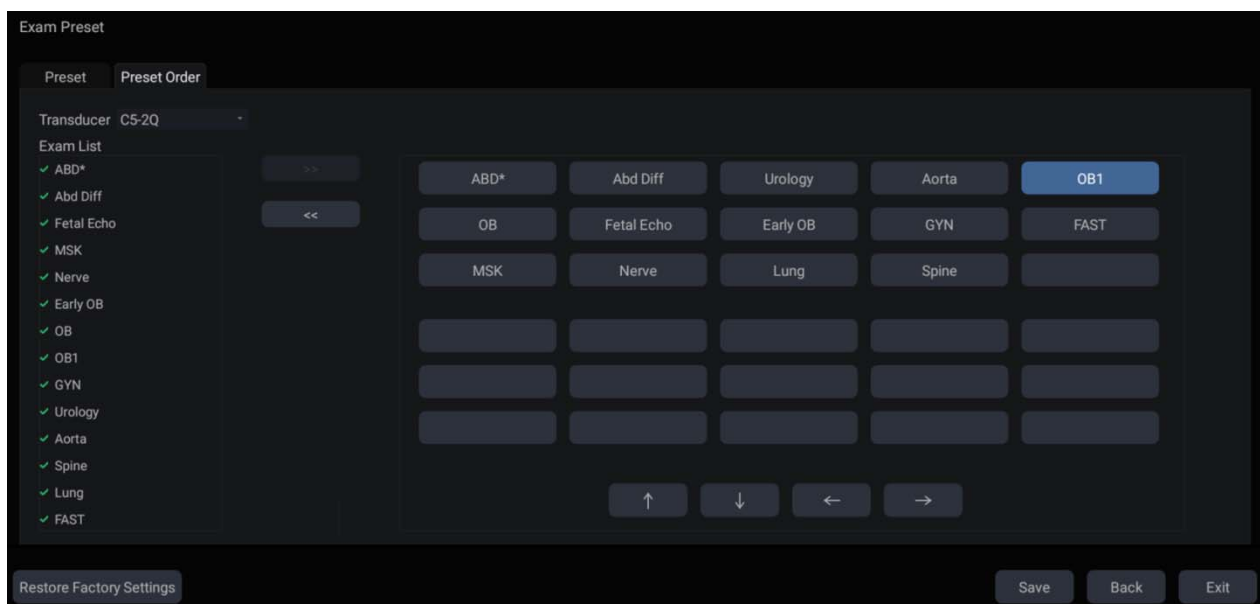 Exam Preset
Preset Preset Order
Transducer C5-2Q
Exam List
ABD*
Abd Diff
Fetal Echo
MSK
Nerve
Early OB
OB
OB1
GYN
Urology
Aorta
Spine
Lung
FAST
>>
<<
ABD* Abd Diff Urology Aorta OB1
OB Fetal Echo Early OB GYN FAST
MSK Nerve Lung Spine
↑ ↓ ← →
Restore Factory Settings Save Back Exit